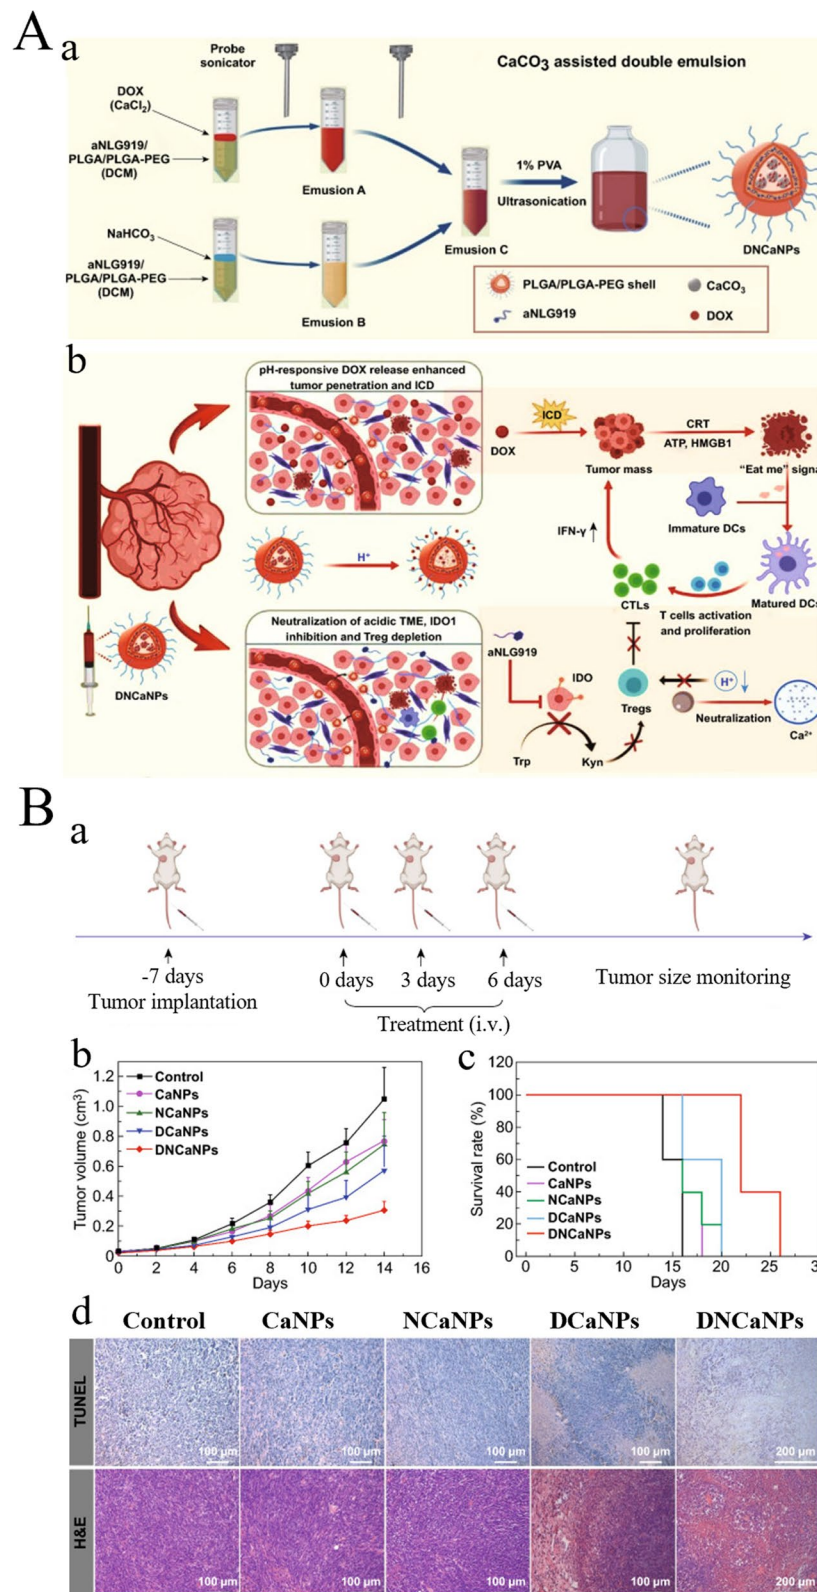 A
a
Probe
sonicator
CaCO3 assisted double emulsion
DOX
(CaCl2)
aNLG919/
PLGA/PLGA-PEG
(DCM)
Emusion A
1% PVA
Ultrasonication
NaHCO3
aNLG919/
PLGA/PLGA-PEG
(DCM)
Emusion B
Emusion C
DNCaNPs
PLGA/PLGA-PEG shell
CaCO3
aNLG919
DOX
b
pH-responsive DOX release enhanced
tumor penetration and ICD
H+
Neutralization of acidic TME, IDO1
inhibition and Treg depletion
DNCaNPs
DOX
ICD
Tumor mass
CRT
ATP, HMGB1
"Eat me" signa
Immature DCs
IFN-γ
CTLs
Matured DCs
T cells activation
and proliferation
aNLG919
IDO
Tregs
H+
Neutralization
Ca2+
Trp
Kyn
B
a
-7 days
Tumor implantation
0 days
3 days
6 days
Treatment (i.v.)
Tumor size monitoring
b
Tumor volume (cm3)
1.2
1.0
0.8
0.6
0.4
0.2
0
Control
CaNPs
NCaNPs
DCaNPs
DNCaNPs
0 2 4 6 8 10 12 14 16
Days
c
Survival rate (%)
120
100
80
60
40
20
0
Control
CaNPs
NCaNPs
DCaNPs
DNCaNPs
0 5 10 15 20 25 30
Days
d
Control CaNPs NCaNPs DCaNPs DNCaNPs
TUNEL
100 µm 100 µm 100 µm 100 µm 200 µm
H&E
100 µm 100 µm 100 µm 100 µm 200 µm